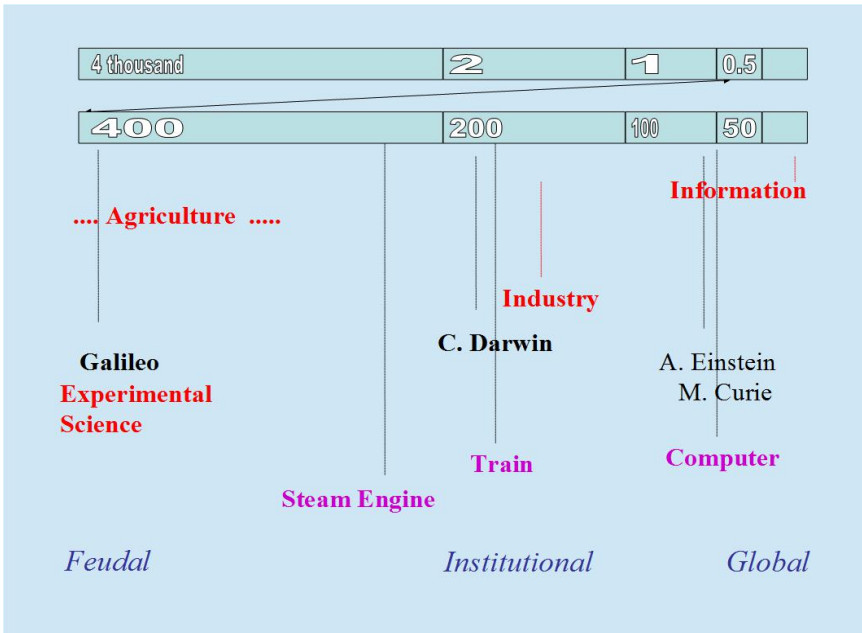 4 thousand 2 1 0.5
400 200 100 50
Information
.... Agriculture .....
Industry
C. Darwin
Galileo
A. Einstein
Experimental
M. Curie
Science
Train
Computer
Steam Engine
Feudal Institutional Global